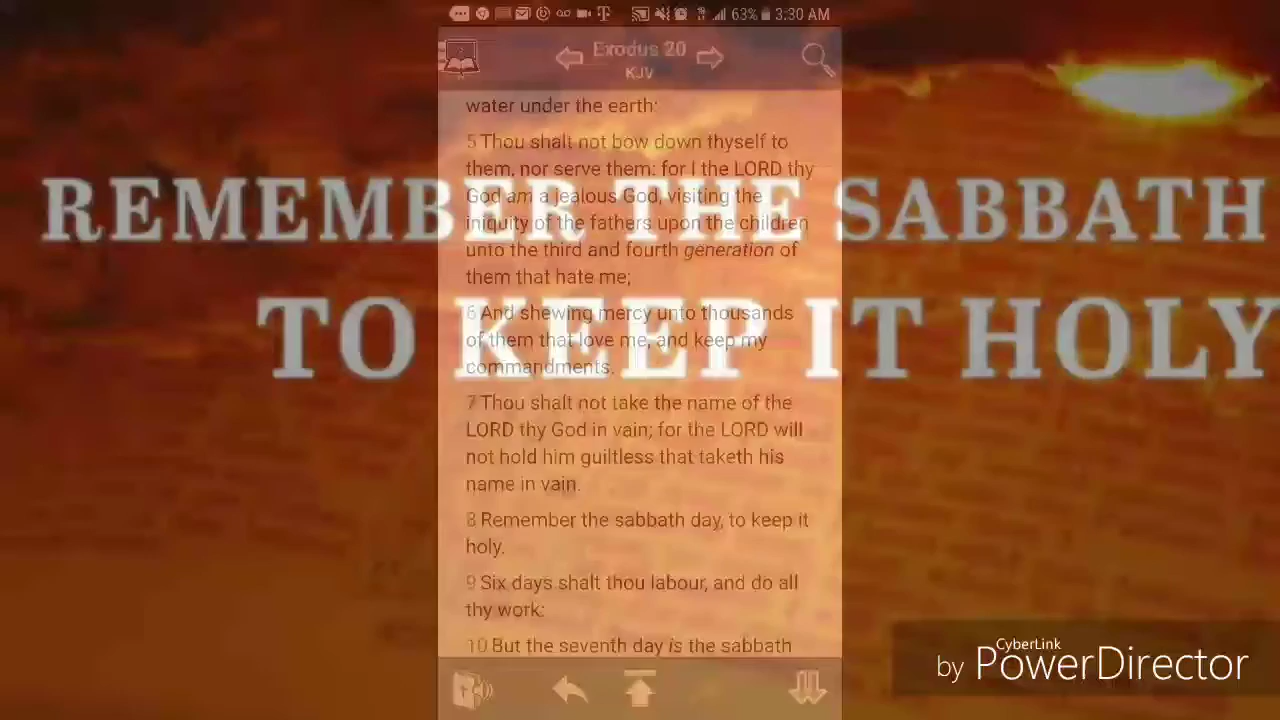 63% 3:30 AM
Exodus 20
KJV
water under the earth:
5 Thou shalt not bow down thyself to
them, nor serve them: for I the LORD thy
God am a jealous God, visiting the
iniquity of the fathers upon the children
unto the third and fourth generation of
them that hate me;
6 And shewing mercy unto thousands
of them that love me, and keep my
commandments.
7 Thou shalt not take the name of the
LORD thy God in vain; for the LORD will
not hold him guiltless that taketh his
name in vain.
8 Remember the sabbath day, to keep it
holy.
9 Six days shalt thou labour, and do all
thy work:
10 But the seventh day is the sabbath
REMEMBER THE SABBATH
TO KEEP IT HOLY
CyberLink
by PowerDirector